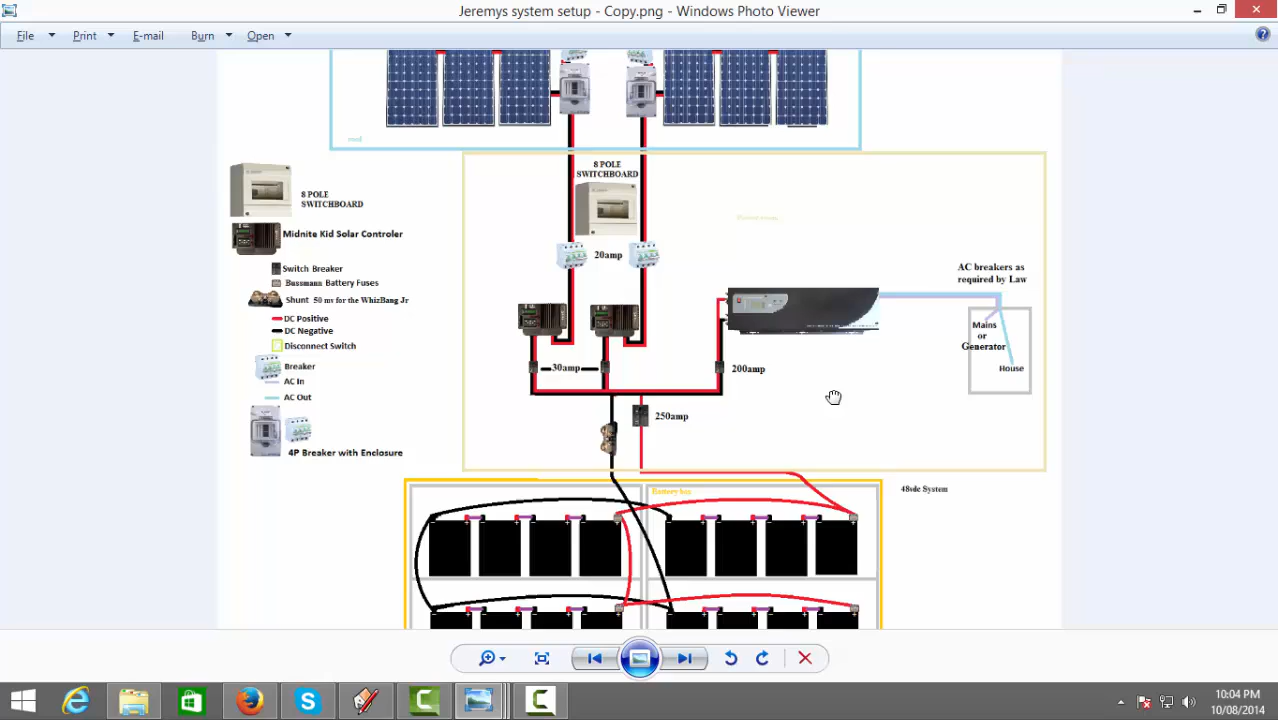 Jeremys system setup - Copy.png - Windows Photo Viewer
File Print E-mail Burn Open
roof
8 POLE
SWITCHBOARD
8 POLE
SWITCHBOARD
Midnite Kid Solar Controler
Switch Breaker
Bussmann Battery Fuses
Shunt 50 mv for the WhizBang Jr
DC Positive
DC Negative
Disconnect Switch
Breaker
AC In
AC Out
4P Breaker with Enclosure
20amp
30amp
200amp
250amp
AC breakers as
required by Law
Mains
or
Generator
House
48vdc System
Battery bay
10:04 PM
10/08/2014